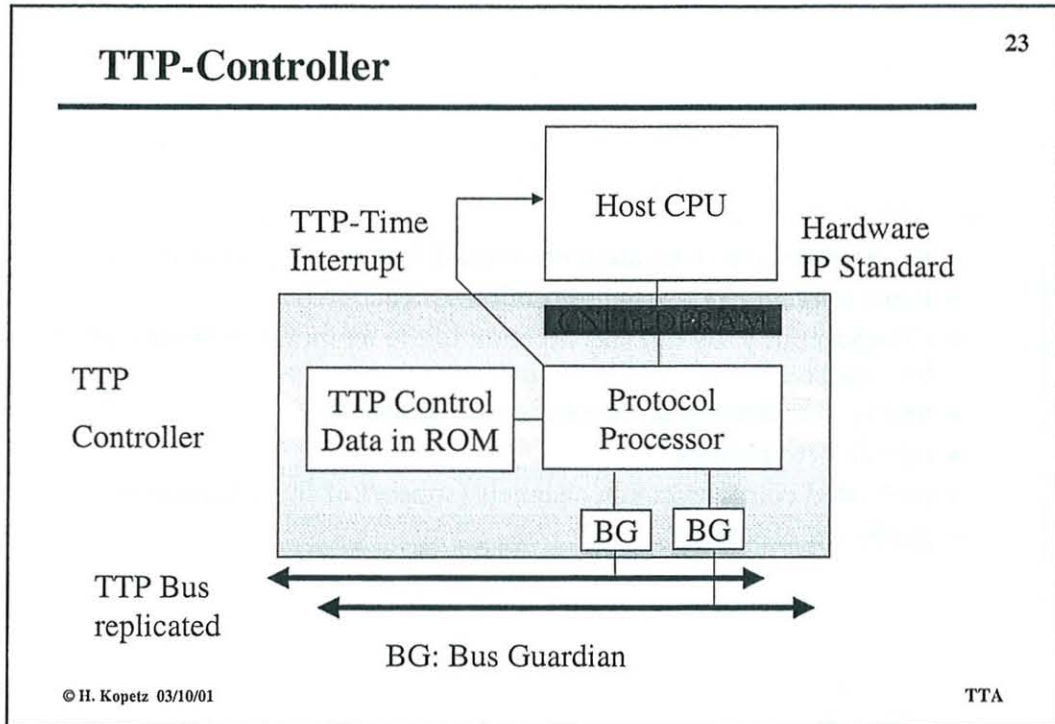 23
TTP-Controller
Host CPU
TTP-Time
Interrupt
Hardware
IP Standard
CNI in DPRAM
TTP
Controller
TTP Control
Data in ROM
Protocol
Processor
BG
BG
TTP Bus
replicated
BG: Bus Guardian
© H. Kopetz 03/10/01
TTA